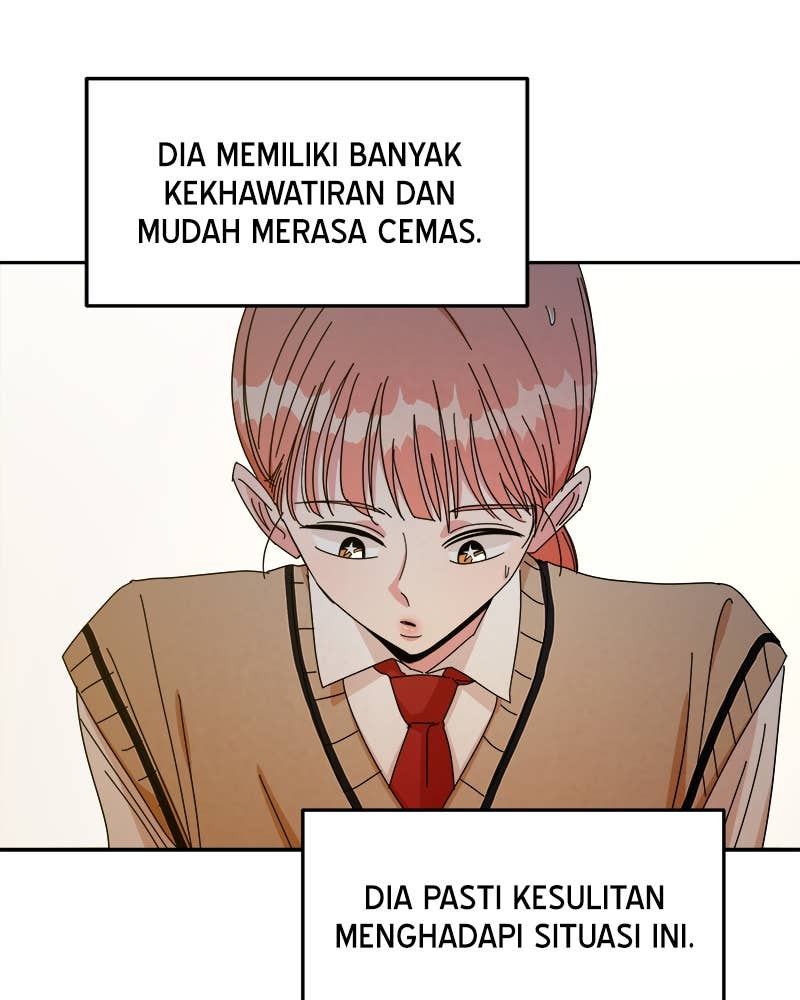 DIA MEMILIKI BANYAK
KEKHAWATIRAN DAN
MUDAH MERASA CEMAS.
DIA PASTI KESULITAN
MENGHADAPI SITUASI INI.